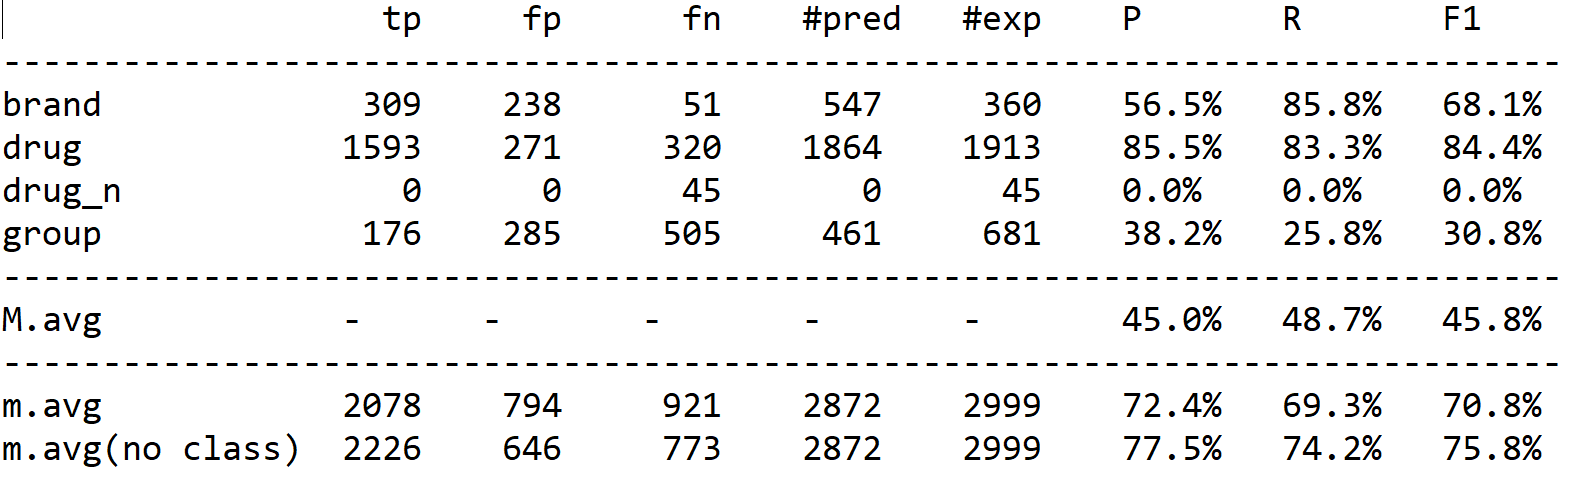 tp    fp      fn    #pred   #exp    P       R       F1
------------------------------------------------------------------------------
brand             309   238      51     547     360    56.5%   85.8%   68.1%
drug             1593   271     320    1864    1913    85.5%   83.3%   84.4%
drug_n              0     0      45       0      45    0.0%    0.0%    0.0%
group             176   285     505     461     681    38.2%   25.8%   30.8%
------------------------------------------------------------------------------
M.avg            -      -       -       -       -       45.0%   48.7%   45.8%
------------------------------------------------------------------------------
m.avg            2078   794     921    2872    2999    72.4%   69.3%   70.8%
m.avg(no class)  2226   646     773    2872    2999    77.5%   74.2%   75.8%